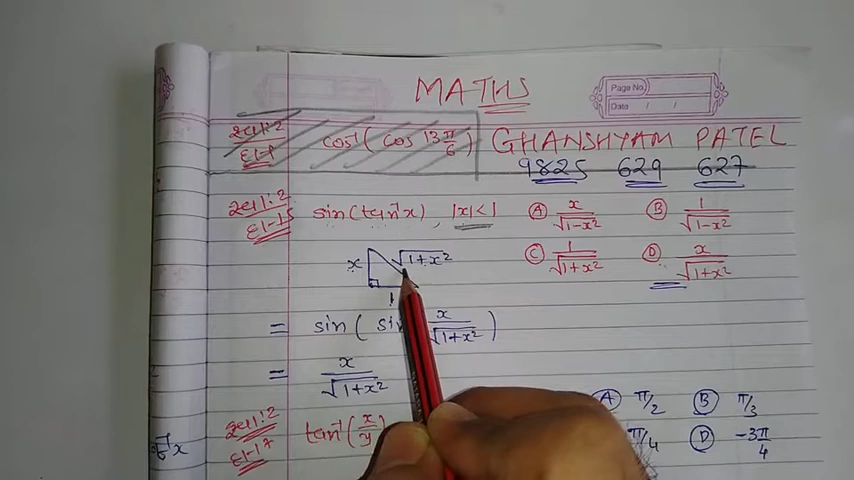 MATHS
Page No.
Date / /
cos⁻¹(cos 13π/6)
GHANSHYAM PATEL
9825 629 627
sin(tan⁻¹x), |x|<1
Ⓐ x/√1-x² Ⓑ 1/√1-x²
Ⓒ 1/√1+x² Ⓓ x/√1+x²
x √1+x²
1
= sin( sin x/√1+x² )
= x/√1+x²
tan⁻¹(x/y)
Ⓐ π/2 Ⓑ π/3
π/4 Ⓓ -3π/4